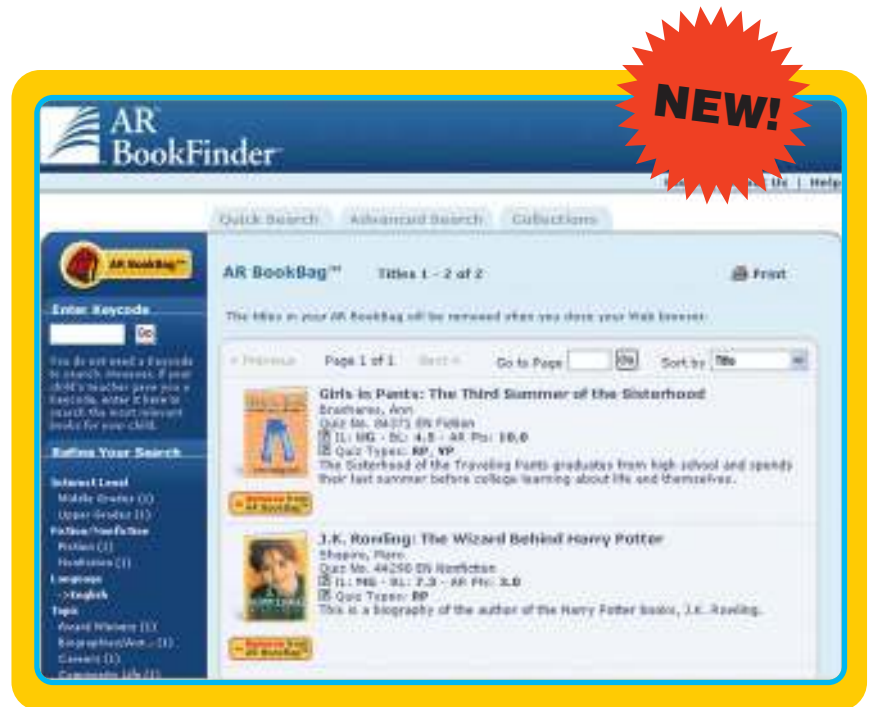 NEW!
AR
BookFinder
Us | Help
Quick Search Advanced Search Collections
AR BookBag™
AR BookBag™ Titles 1 - 2 of 2 Print
Enter Keycode
Go
The titles in your AR BookBag will be removed when you close your Web browser.
You do not need a Keycode
to search. However, if your
child's teacher gave you a
keycode, enter it here to
search the most relevant
books for your child.
« Previous Page 1 of 1 Next » Go to Page Go Sort by Title
Girls in Pants: The Third Summer of the Sisterhood
Brashares, Ann
Quiz No. 84371 EN Fiction
IL: UG - BL: 4.5 - AR Pts: 10.0
Quiz Types: RP, VP
The Sisterhood of the Traveling Pants graduates from high school and spends
their last summer before college learning about life and themselves.
Remove from
AR BookBag™
J.K. Rowling: The Wizard Behind Harry Potter
Shapiro, Marc
Quiz No. 44290 EN Nonfiction
IL: MG - BL: 7.3 - AR Pts: 3.0
Quiz Types: RP
This is a biography of the author of the Harry Potter books, J.K. Rowling.
Remove from
AR BookBag™
Refine Your Search
Interest Level
Middle Grades (1)
Upper Grades (1)
Fiction/Nonfiction
Fiction (1)
Nonfiction (1)
Language
->English
Topic
Award Winners (1)
Careers (1)
Community Life (1)